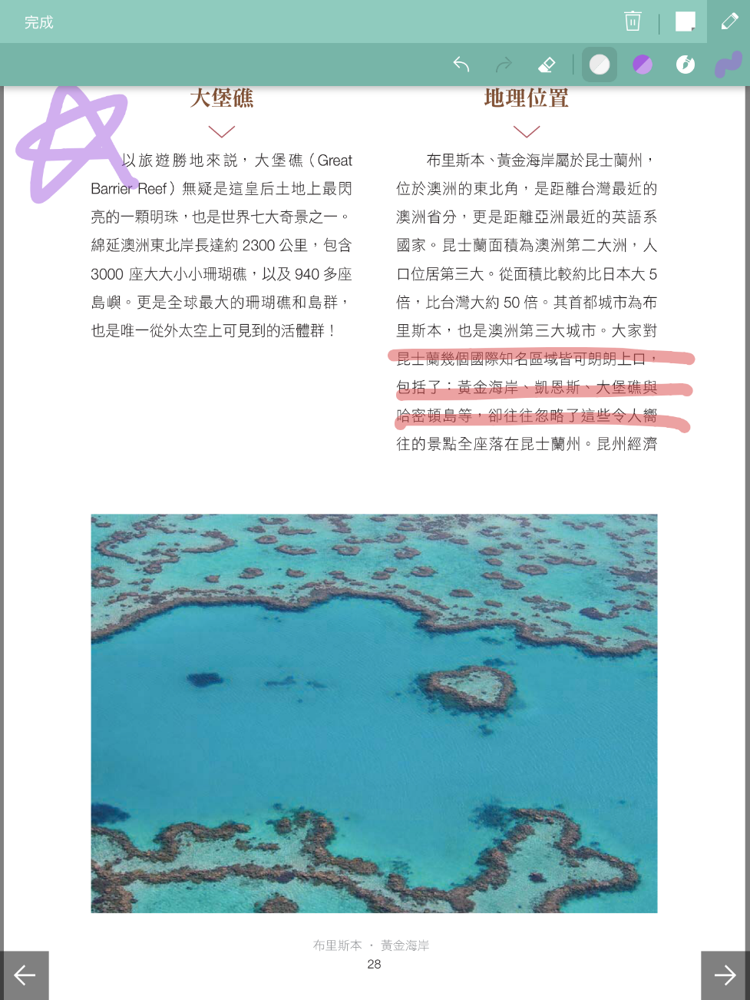 完成
大堡礁
以旅遊勝地來説，大堡礁（Great
Barrier Reef）無疑是這皇后土地上最閃
亮的一顆明珠，也是世界七大奇景之一。
綿延澳洲東北岸長達約 2300 公里，包含
3000 座大大小小珊瑚礁，以及 940 多座
島嶼。更是全球最大的珊瑚礁和島群，
也是唯一從外太空上可見到的活體群！
地理位置
布里斯本、黃金海岸屬於昆士蘭州，
位於澳洲的東北角，是距離台灣最近的
澳洲省分，更是距離亞洲最近的英語系
國家。昆士蘭面積為澳洲第二大洲，人
口位居第三大。從面積比較約比日本大 5
倍，比台灣大約 50 倍。其首都城市為布
里斯本，也是澳洲第三大城市。大家對
昆士蘭幾個國際知名區域皆可朗朗上口，
包括了：黃金海岸、凱恩斯、大堡礁與
哈密頓島等，卻往往忽略了這些令人嚮
往的景點全座落在昆士蘭州。昆州經濟
布里斯本 ・ 黃金海岸
28